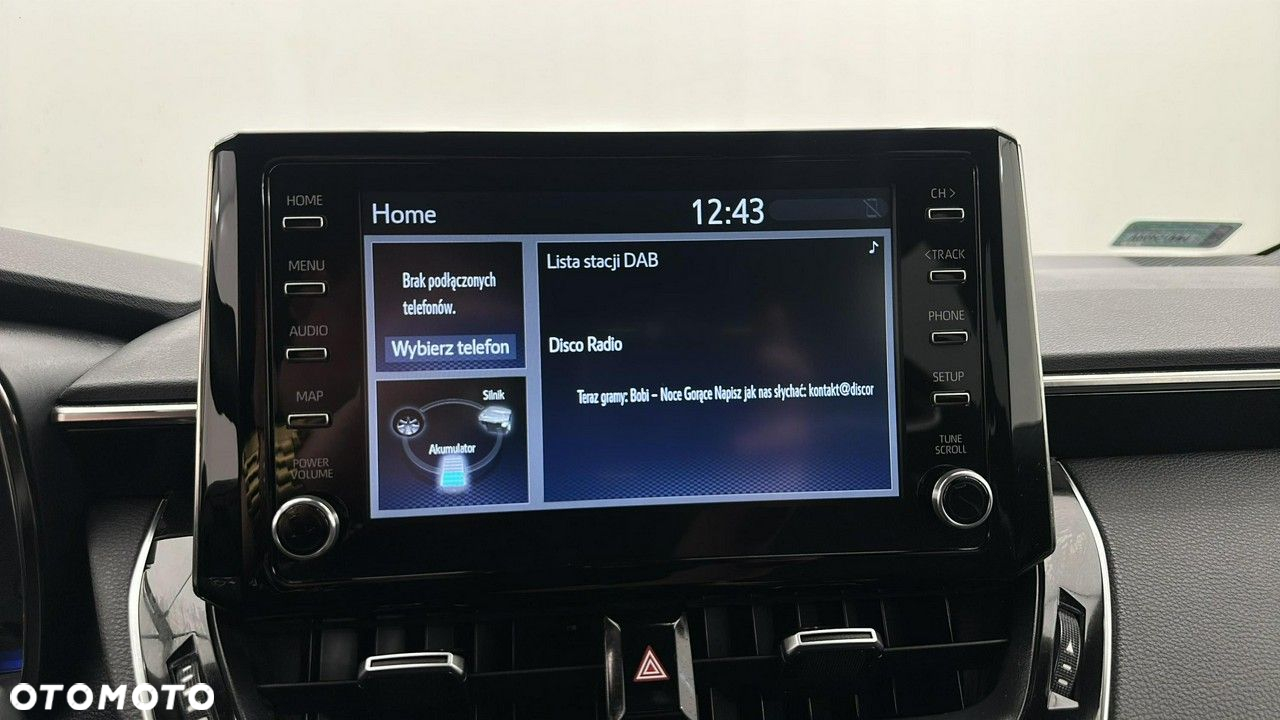 HOME
MENU
AUDIO
MAP
POWER
VOLUME
Home
12:43
Brak podłączonych
telefonów.
Wybierz telefon
Silnik
Akumulator
Lista stacji DAB
Disco Radio
Teraz gramy: Bobi – Noce Gorące Napisz jak nas słychać: kontakt@discor
CH >
<TRACK
PHONE
SETUP
TUNE
SCROLL
OTOMOTO